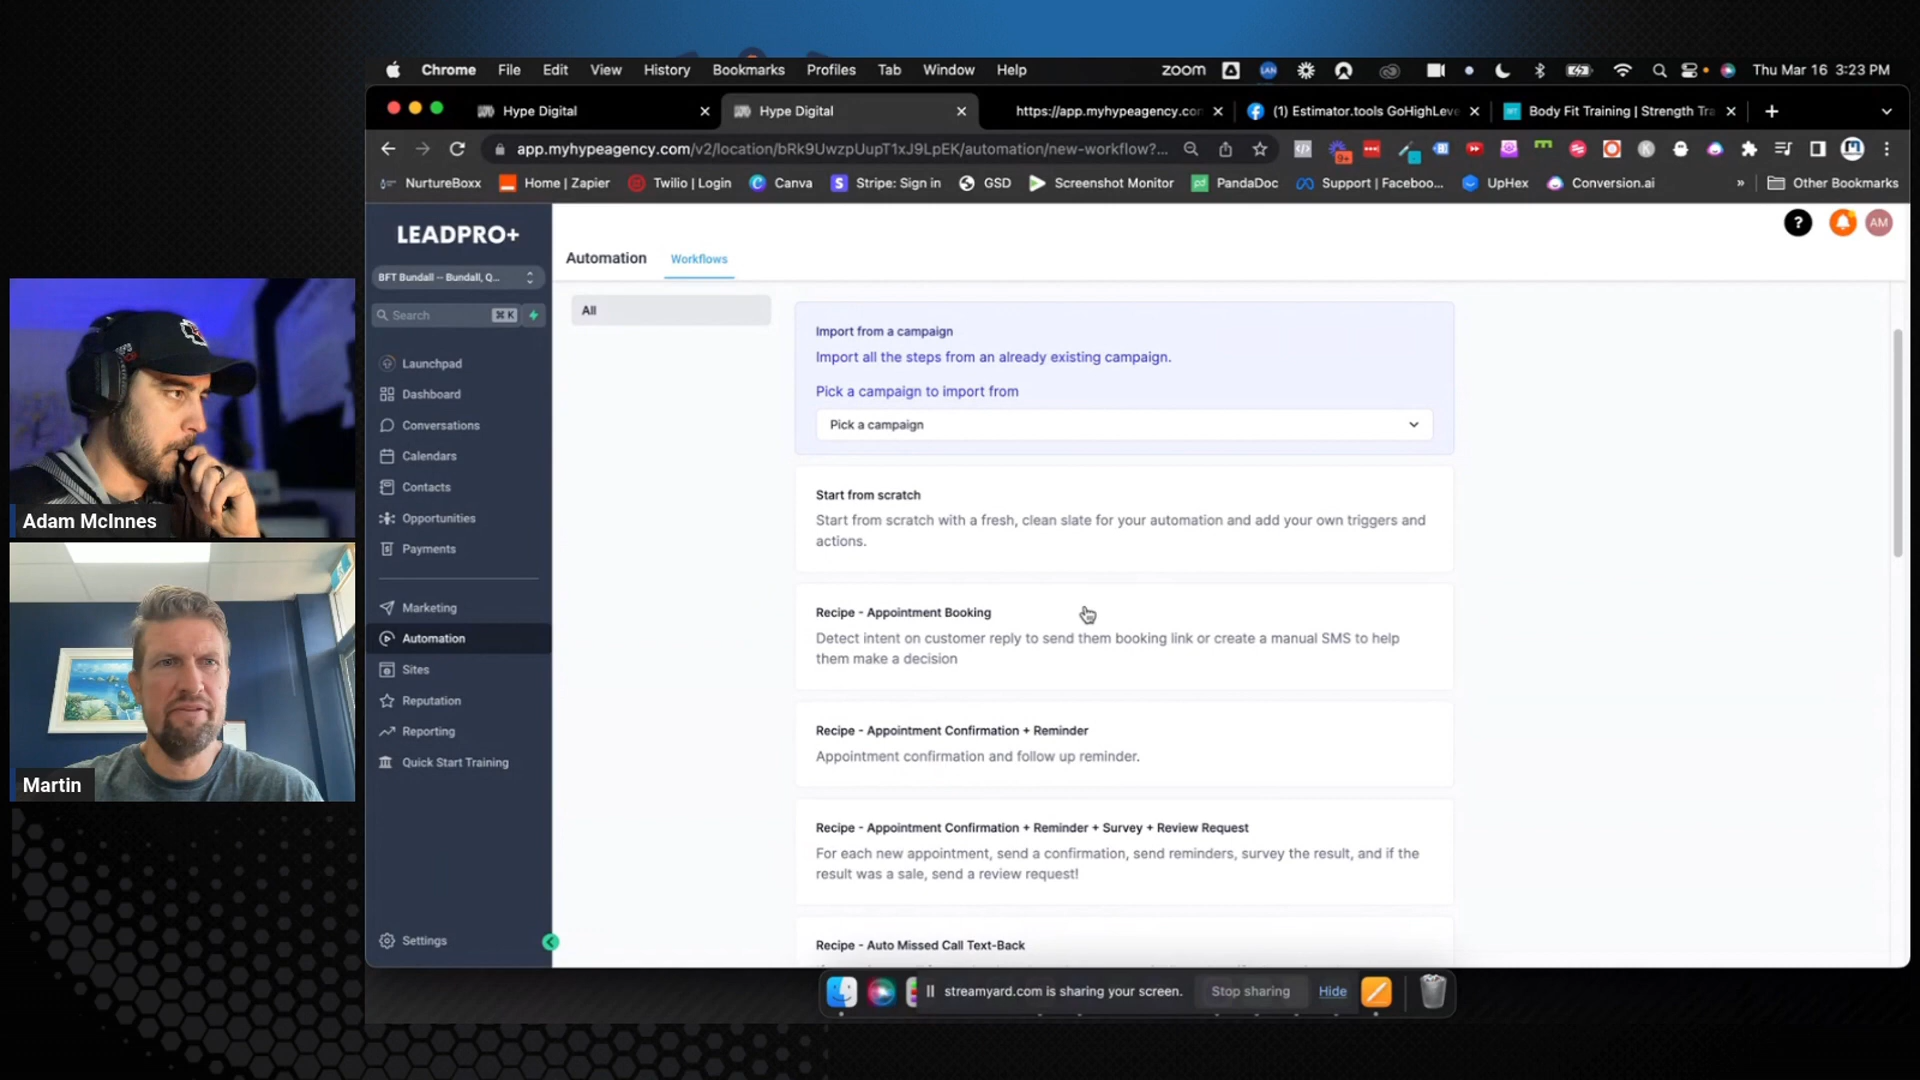 Chrome File Edit View History Bookmarks Profiles Tab Window Help zoom LAN Thu Mar 16 3:23 PM
Hype Digital Hype Digital https://app.myhypeagency.con (1) Estimator.tools GoHighLeve Body Fit Training | Strength Tra
app.myhypeagency.com/v2/location/bRk9UwzpUupT1xJ9LpEK/automation/new-workflow?... 9+
NurtureBoxx Home | Zapier Twilio | Login Canva Stripe: Sign in GSD Screenshot Monitor PandaDoc Support | Faceboo... UpHex Conversion.ai » Other Bookmarks
LEADPRO+
? AM
Automation Workflows
BFT Bundall -- Bundall, Q...
Search ⌘ K
All
Launchpad
Dashboard
Conversations
Calendars
Contacts
Opportunities
Payments
Marketing
Automation
Sites
Reputation
Reporting
Quick Start Training
Settings
Import from a campaign
Import all the steps from an already existing campaign.
Pick a campaign to import from
Pick a campaign
Start from scratch
Start from scratch with a fresh, clean slate for your automation and add your own triggers and
actions.
Recipe - Appointment Booking
Detect intent on customer reply to send them booking link or create a manual SMS to help
them make a decision
Recipe - Appointment Confirmation + Reminder
Appointment confirmation and follow up reminder.
Recipe - Appointment Confirmation + Reminder + Survey + Review Request
For each new appointment, send a confirmation, send reminders, survey the result, and if the
result was a sale, send a review request!
Recipe - Auto Missed Call Text-Back
streamyard.com is sharing your screen. Stop sharing Hide
Adam McInnes
Martin